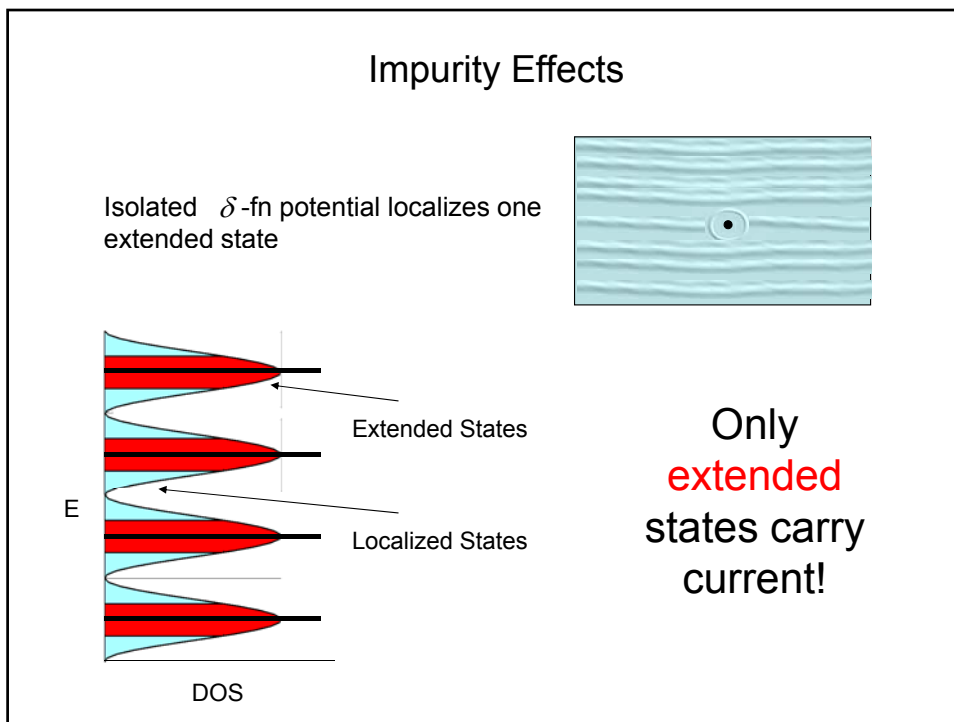 Impurity Effects
Isolated δ-fn potential localizes one
extended state
Extended States
Localized States
E
DOS
Only
extended
states carry
current!